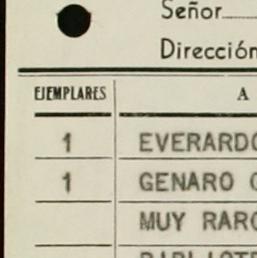 Señor
Dirección
EJEMPLARES A
1 EVERARDO
1 GENARO
MUY RARO